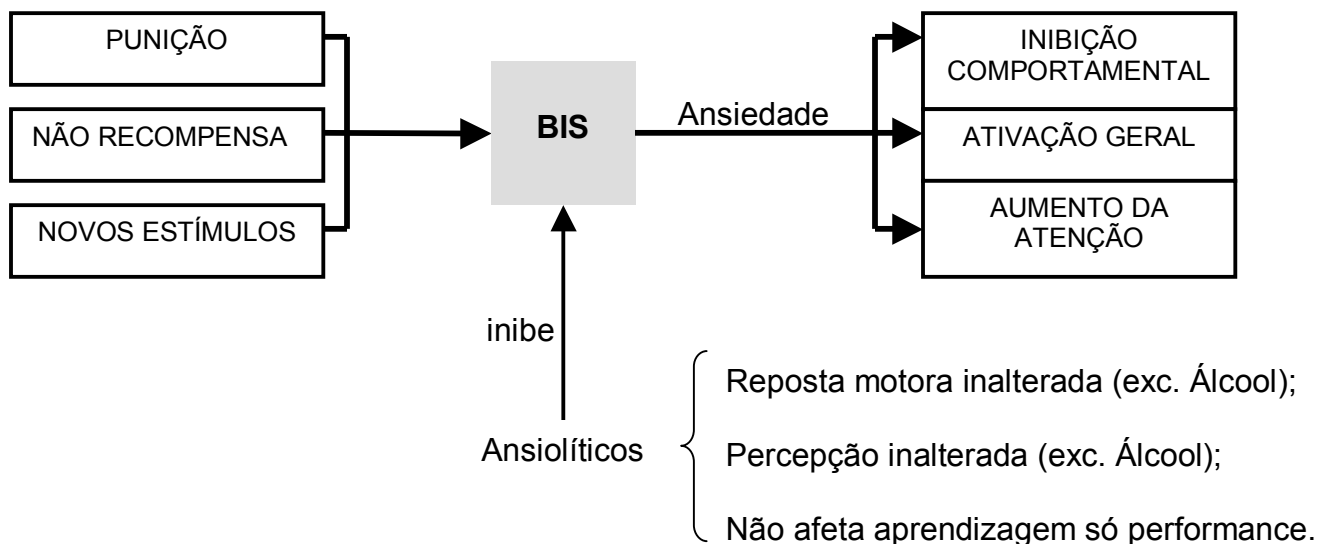 PUNIÇÃO
NÃO RECOMPENSA
NOVOS ESTÍMULOS
BIS
Ansiedade
INIBIÇÃO
COMPORTAMENTAL
ATIVAÇÃO GERAL
AUMENTO DA
ATENÇÃO
inibe
Ansiolíticos
Reposta motora inalterada (exc. Álcool);
Percepção inalterada (exc. Álcool);
Não afeta aprendizagem só performance.